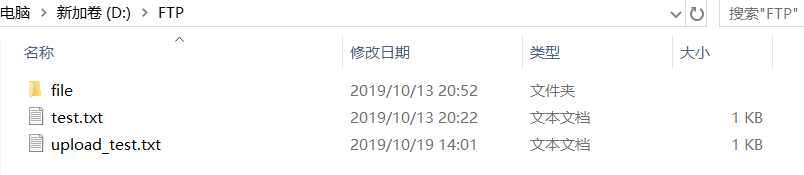 电脑 > 新加卷 (D:) > FTP 搜索"FTP"
名称 修改日期 类型 大小
file 2019/10/13 20:52 文件夹
test.txt 2019/10/13 20:22 文本文档 1 KB
upload_test.txt 2019/10/19 14:01 文本文档 1 KB